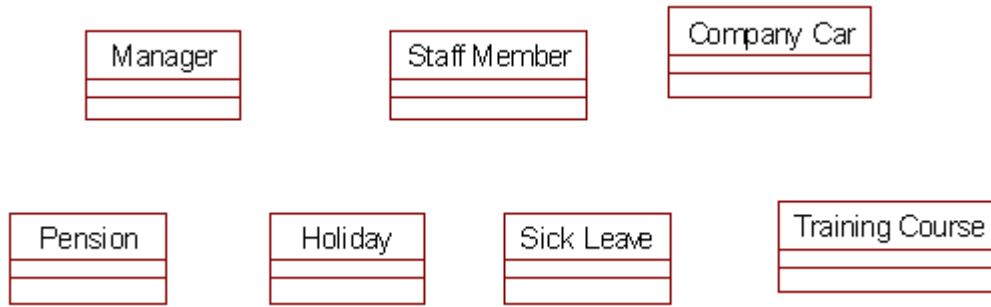 Manager
Staff Member
Company Car
Pension
Holiday
Sick Leave
Training Course